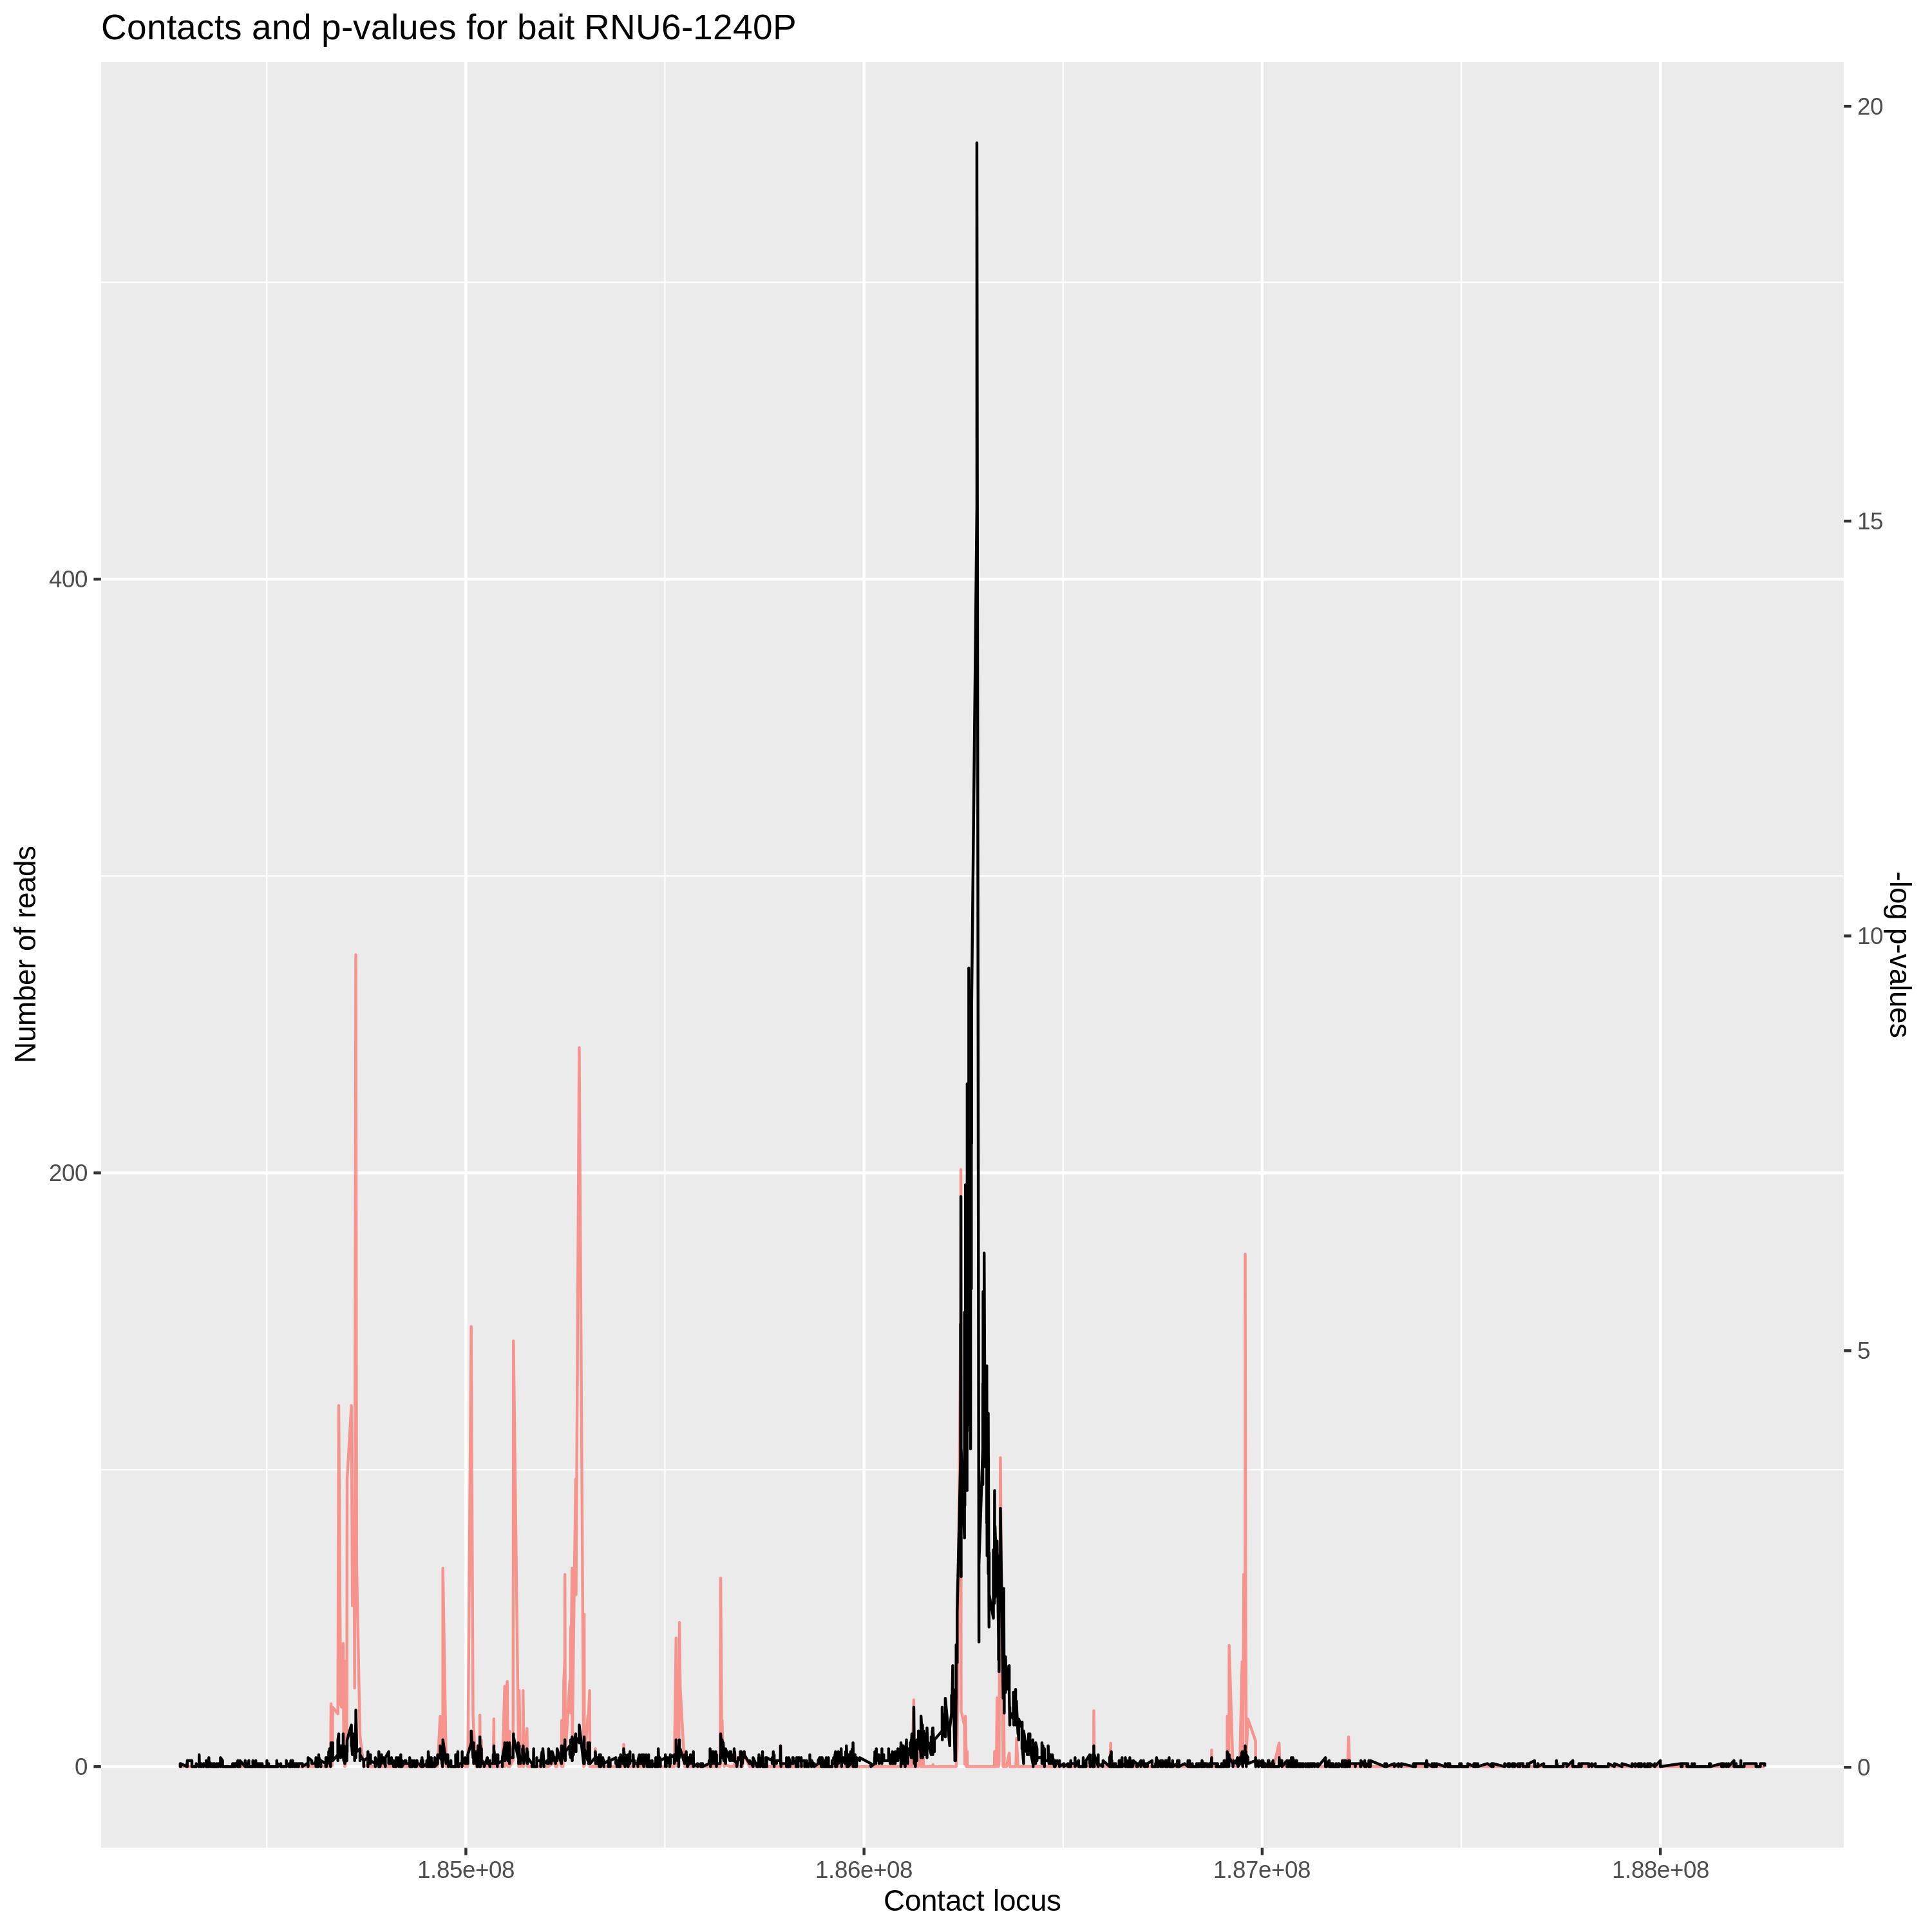 Contacts and p-values for bait RNU6-1240P
Number of reads
400
200
0
20
15
10
5
0
-log p-values
1.85e+08 1.86e+08 1.87e+08 1.88e+08
Contact locus